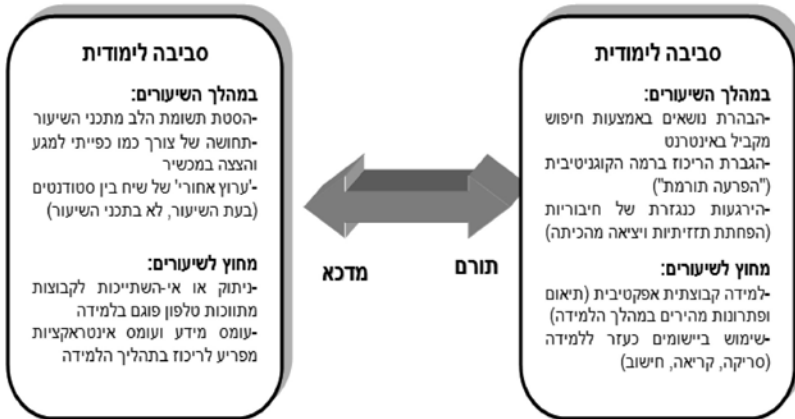 סביבה לימודית
במהלך השיעורים:
-הבהרת נושאים באמצעות חיפוש
מקביל באינטרנט
-הגברת הריכוז ברמה הקוגניטיבית
("הפרעה תורמת")
-הירגעות כנגזרת של חיבוריות
(הפחתת תזזיתיות ויציאה מהכיתה)
מחוץ לשיעורים:
-למידה קבוצתית אפקטיבית (תיאום
ופתרונות מהירים במהלך הלמידה)
-שימוש ביישומים כעזר ללמידה
(סריקה, קריאה, חישוב)
תורם
מדכא
סביבה לימודית
במהלך השיעורים:
-הסטת תשומת הלב מתכני השיעור
-תחושה של צורך כמו כפייתי למגע
והצצה במכשיר
-'ערוץ אחורי' של שיח בין סטודנטים
(בעת השיעור, לא בתכני השיעור)
מחוץ לשיעורים:
-ניתוק או אי-השתייכות לקבוצות
מתווכות טלפון פוגם בלמידה
-עומס מידע ועומס אינטראקציות
מפריע לריכוז בתהליך הלמידה